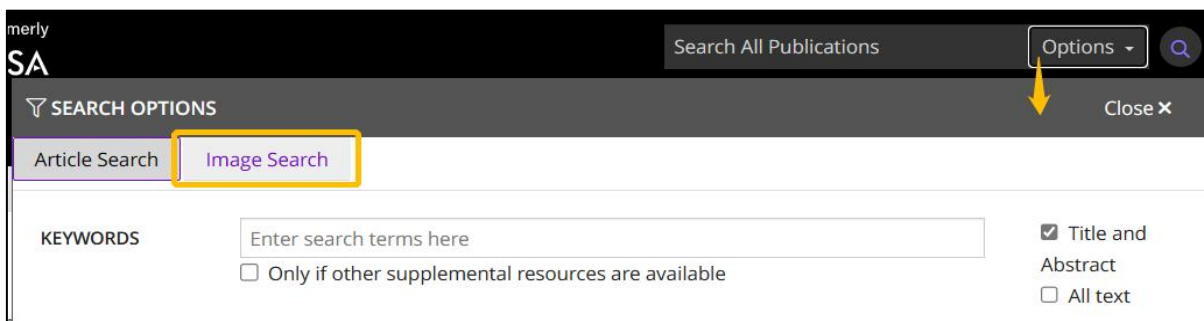 merly
SA
Search All Publications
Options
SEARCH OPTIONS
Close ×
Article Search
Image Search
KEYWORDS
Enter search terms here
Title and
Abstract
Only if other supplemental resources are available
All text